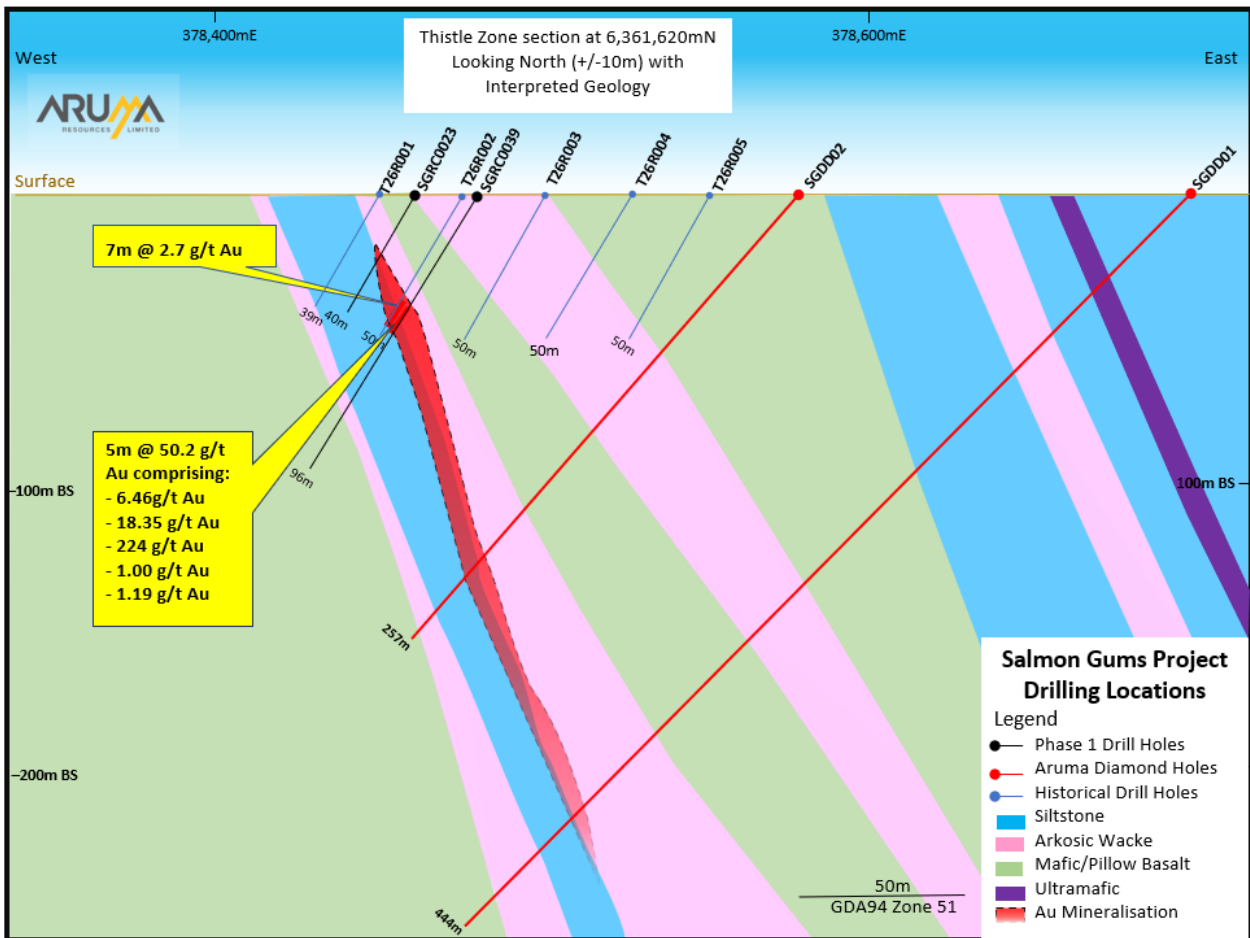 378,400mE
378,600mE
Thistle Zone section at 6,361,620mN
Looking North (+/-10m) with
Interpreted Geology
West
East
ARUMA
RESOURCES LIMITED
Surface
T26R001
SGRC0023
T26R002
SGRC0039
T26R003
T26R004
T26R005
SGDD02
SGDD01
7m @ 2.7 g/t Au
39m
40m
50m
50m
50m
50m
96m
5m @ 50.2 g/t
Au comprising:
- 6.46g/t Au
- 18.35 g/t Au
- 224 g/t Au
- 1.00 g/t Au
- 1.19 g/t Au
100m BS
100m BS
257m
200m BS
444m
Salmon Gums Project
Drilling Locations
Legend
Phase 1 Drill Holes
Aruma Diamond Holes
Historical Drill Holes
Siltstone
Arkosic Wacke
Mafic/Pillow Basalt
Ultramafic
Au Mineralisation
50m
GDA94 Zone 51